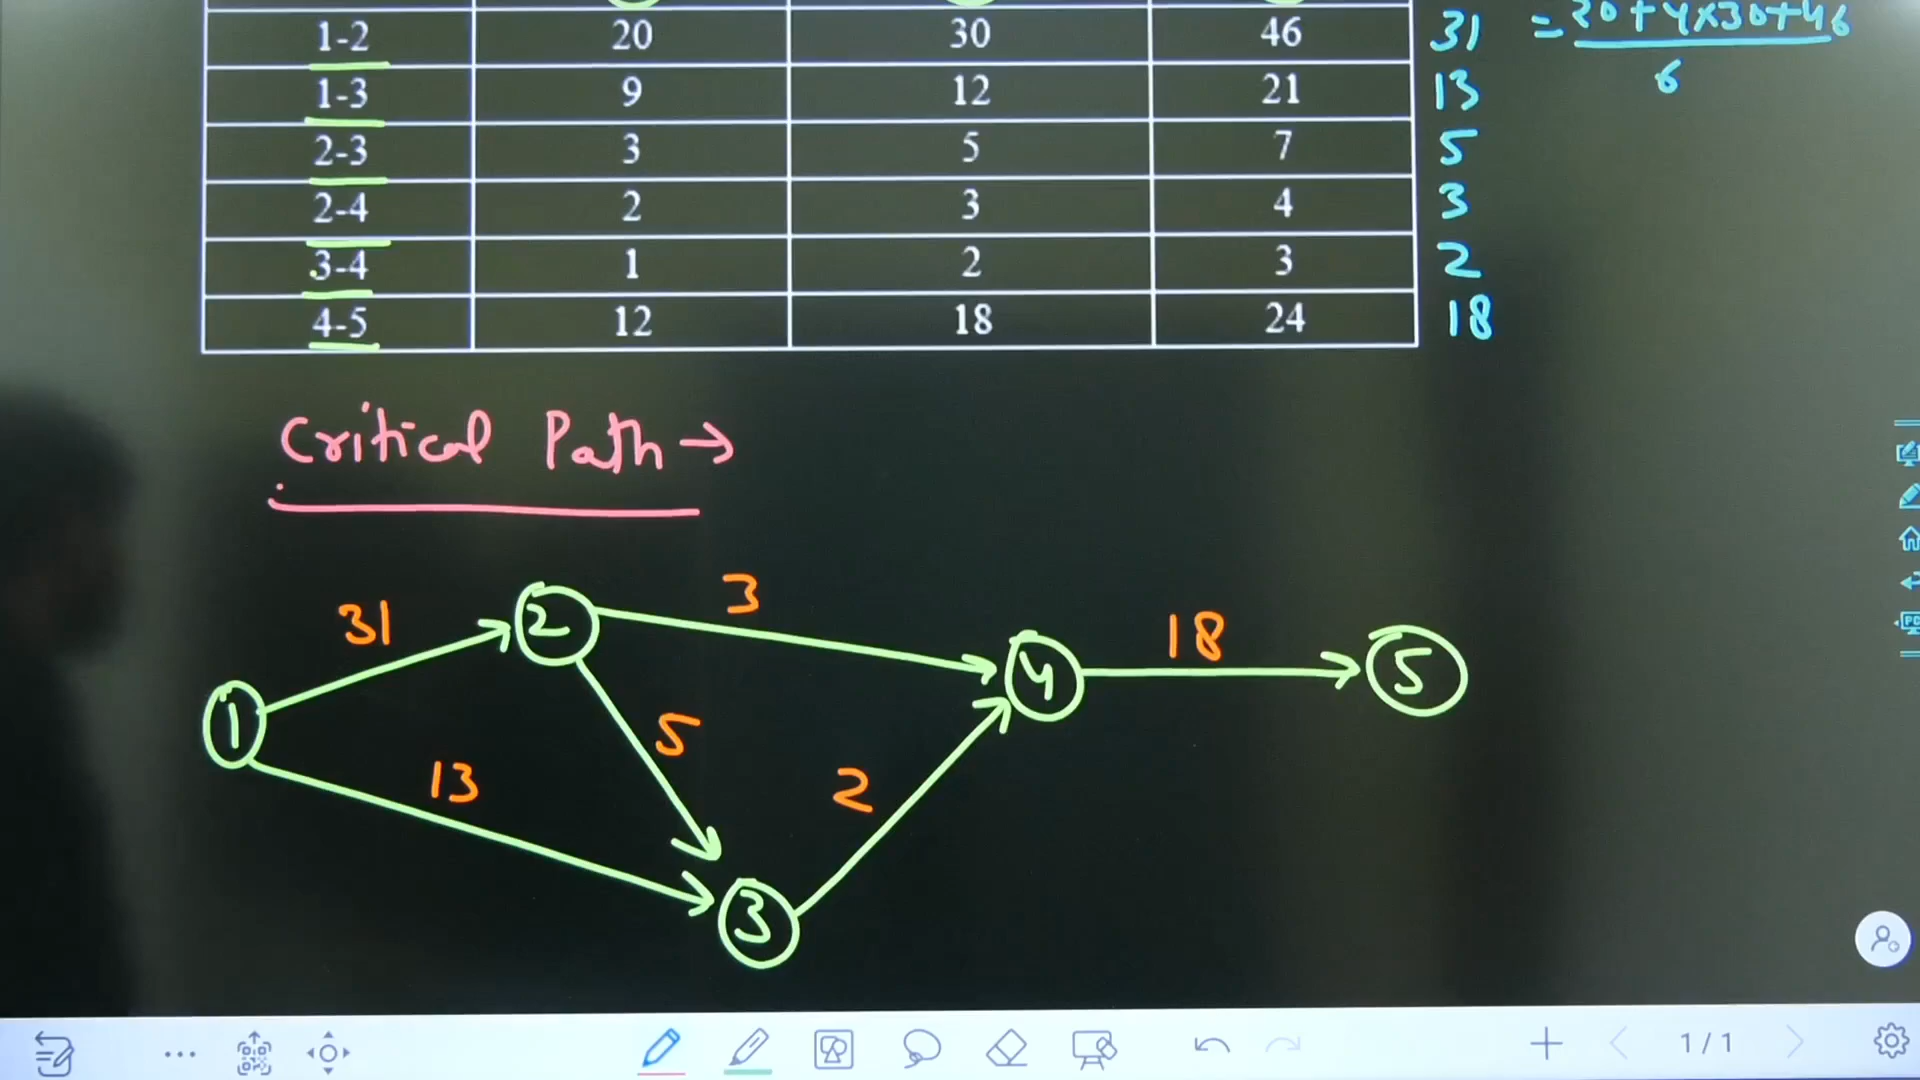 1-2 20 30 46 31 = 20+4×30+46
6
1-3 9 12 21 13
2-3 3 5 7 5
2-4 2 3 4 3
3-4 1 2 3 2
4-5 12 18 24 18
Critical Path →
31 2 3 4 18 5
1 5
13 2
3
1/1